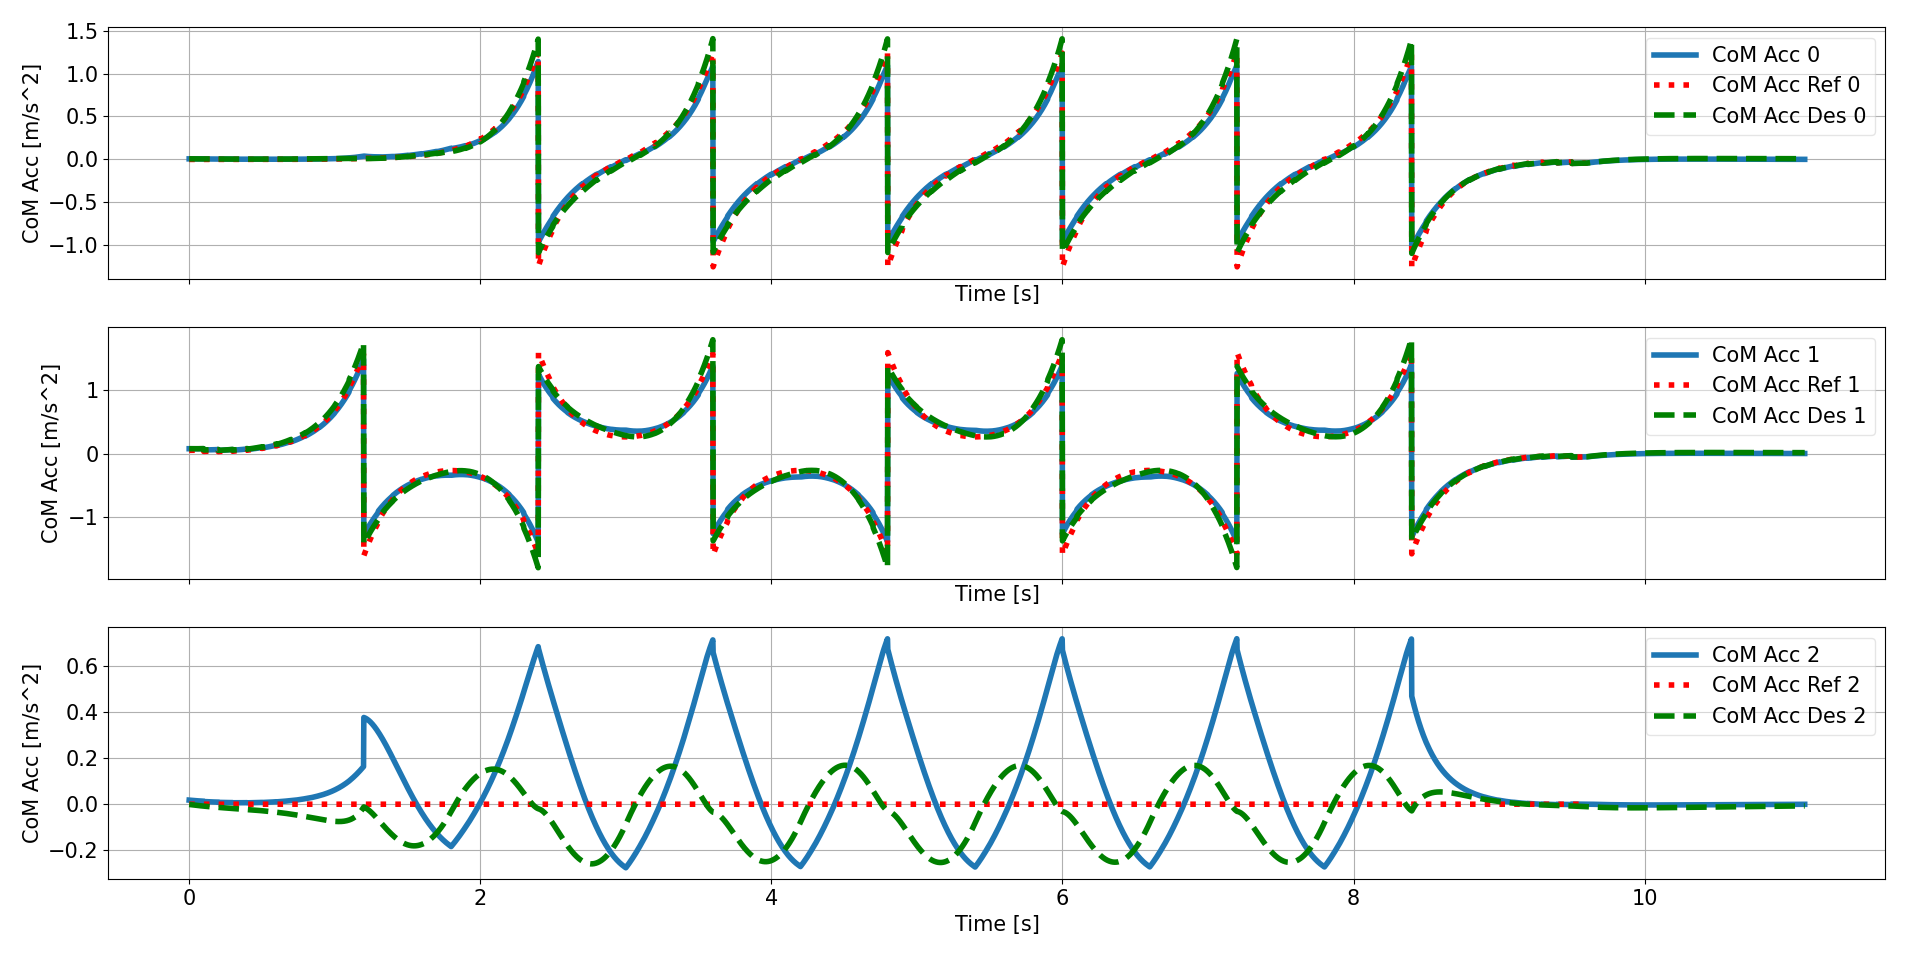 1.5
1.0
0.5
0.0
−0.5
−1.0
CoM Acc [m/s^2]
CoM Acc 0
CoM Acc Ref 0
CoM Acc Des 0
Time [s]
1
0
−1
CoM Acc [m/s^2]
CoM Acc 1
CoM Acc Ref 1
CoM Acc Des 1
Time [s]
0.6
0.4
0.2
0.0
−0.2
CoM Acc [m/s^2]
CoM Acc 2
CoM Acc Ref 2
CoM Acc Des 2
0 2 4 6 8 10
Time [s]